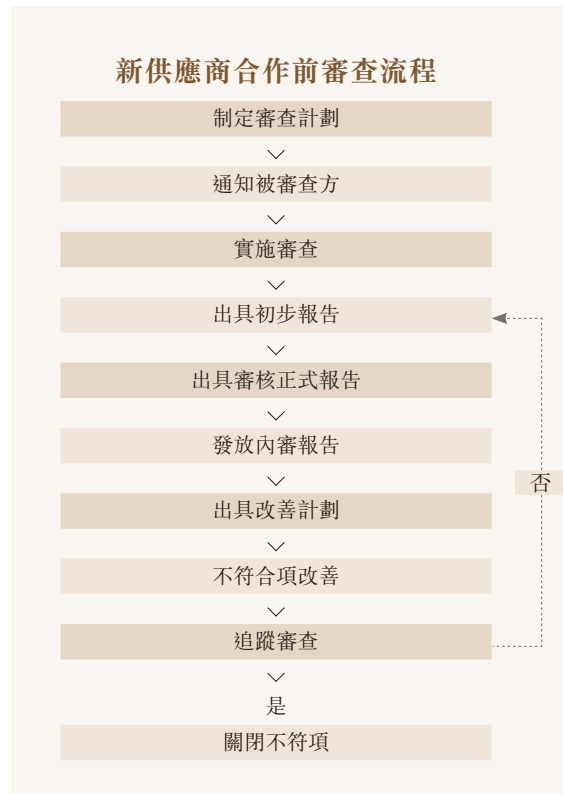 新供應商合作前審查流程
制定審查計劃
通知被審查方
實施審查
出具初步報告
出具審核正式報告
發放內審報告
否
出具改善計劃
不符合項改善
追蹤審查
是
關閉不符項